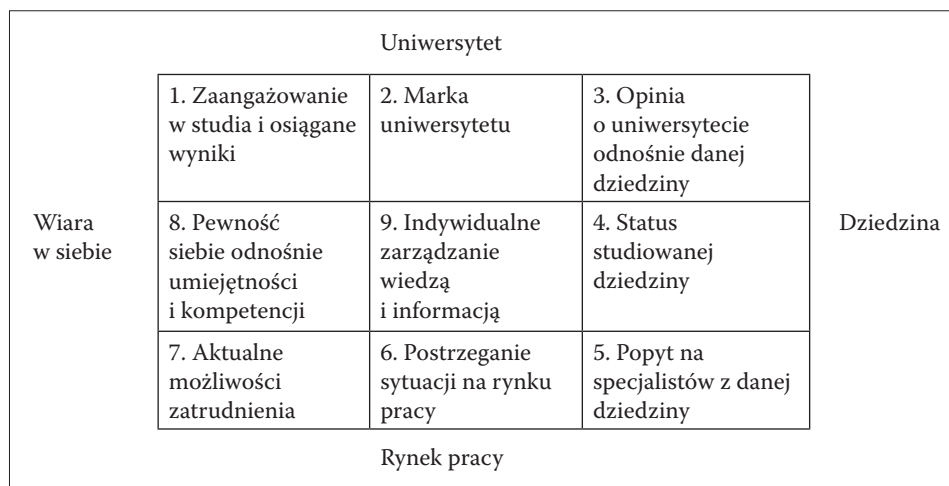 Uniwersytet
1. Zaangażowanie
w studia i osiągane
wyniki
2. Marka
uniwersytetu
3. Opinia
o uniwersytecie
odnośnie danej
dziedziny
Wiara
w siebie
8. Pewność
siebie odnośnie
umiejętności
i kompetencji
9. Indywidualne
zarządzanie
wiedzą
i informacją
4. Status
studiowanej
dziedziny
Dziedzina
7. Aktualne
możliwości
zatrudnienia
6. Postrzeganie
sytuacji na rynku
pracy
5. Popyt na
specjalistów z danej
dziedziny
Rynek pracy